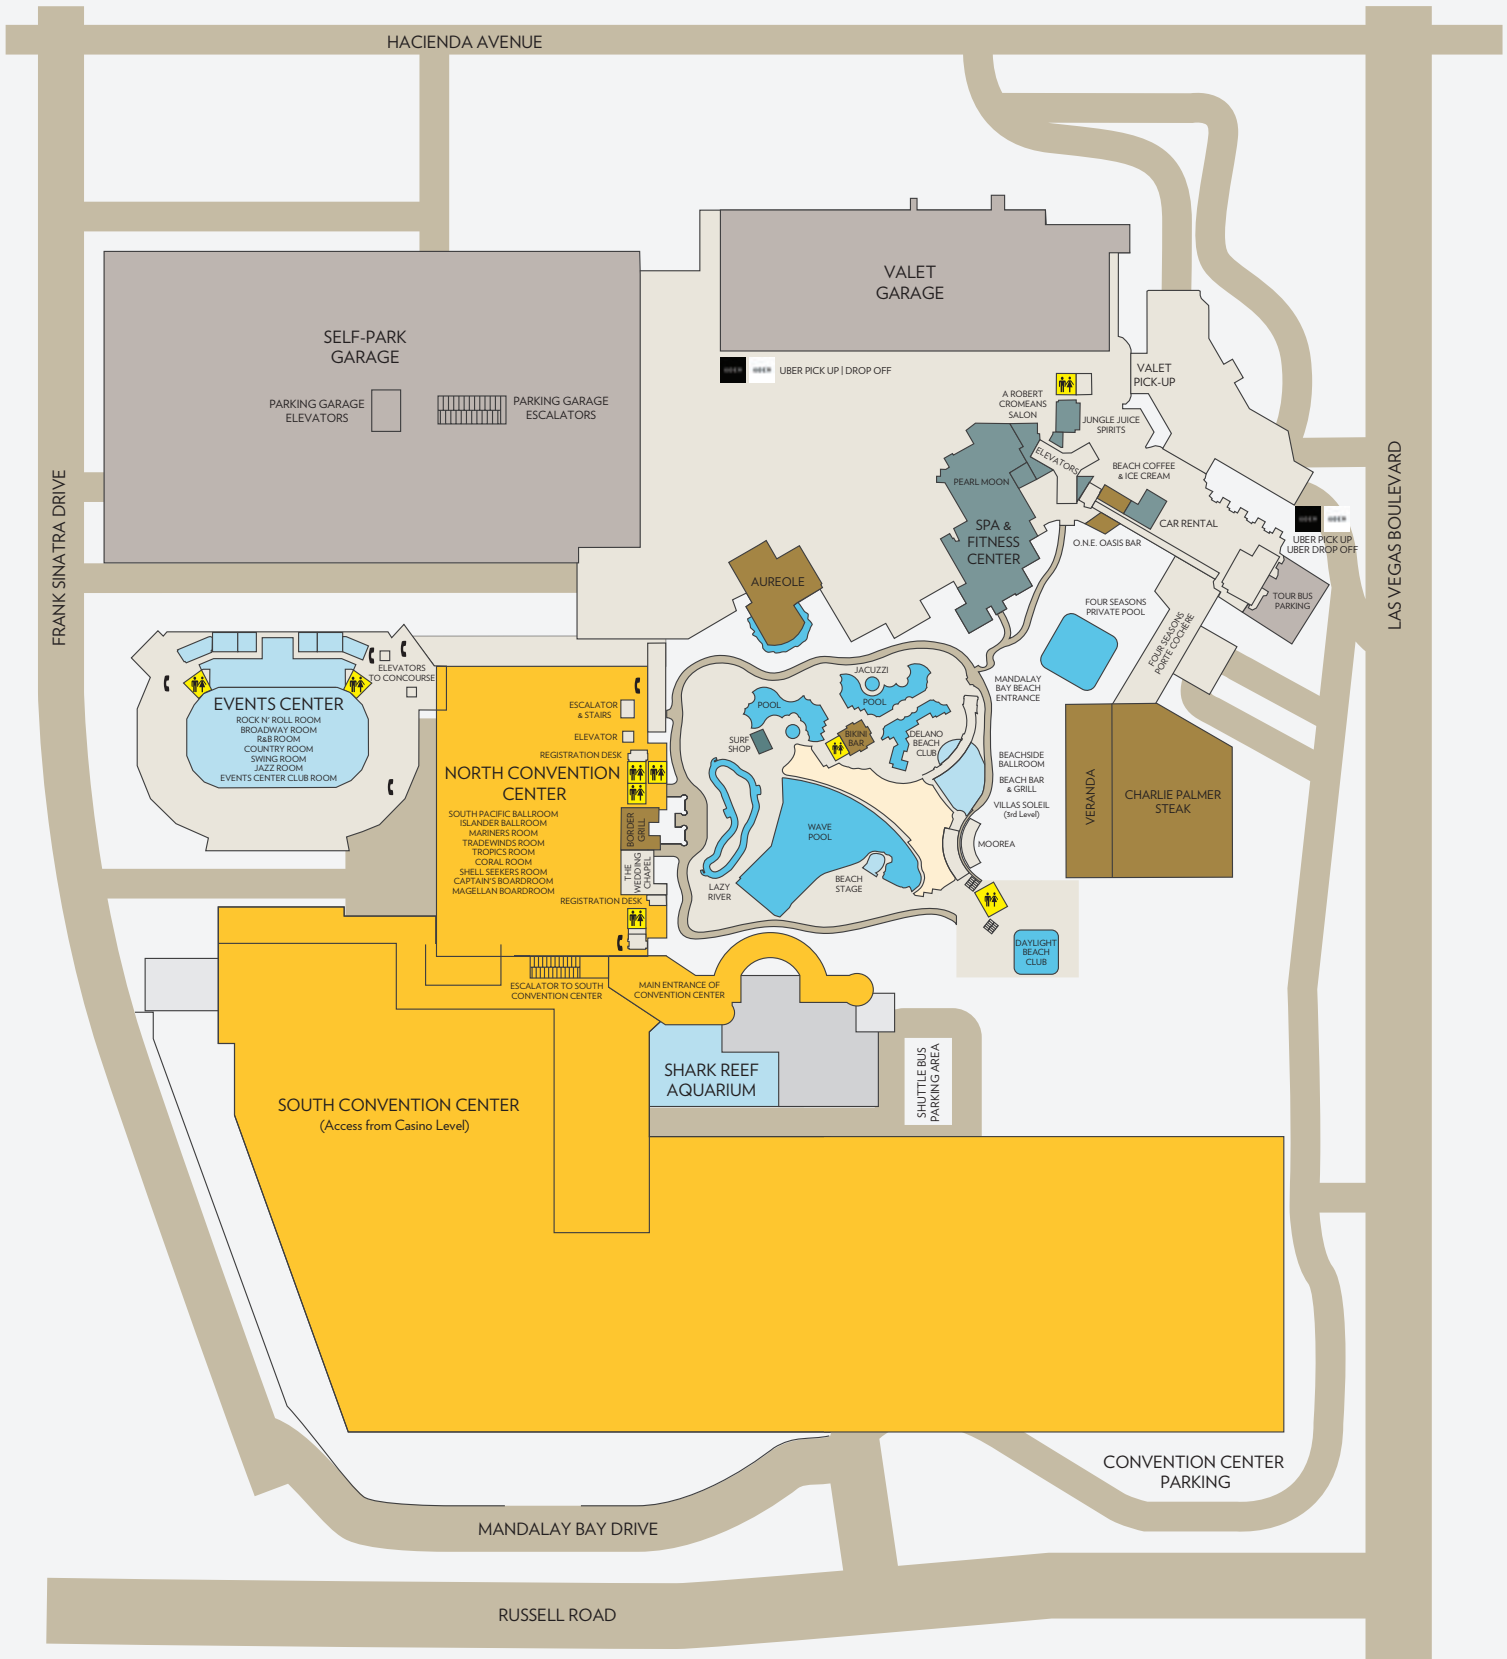 HACIENDA AVENUE
VALET
GARAGE
SELF-PARK
GARAGE
PARKING GARAGE
ELEVATORS
PARKING GARAGE
ESCALATORS
UBER PICK UP | DROP OFF
VALET
PICK-UP
A ROBERT
CROMEANS
SALON
JUNGLE JUICE
SPIRITS
ELEVATORS
BEACH COFFEE
& ICE CREAM
PEARL MOON
SPA &
FITNESS
CENTER
CAR RENTAL
O.N.E. OASIS BAR
UBER PICK UP
UBER DROP OFF
TOUR BUS
PARKING
FRANK SINATRA DRIVE
LAS VEGAS BOULEVARD
AUREOLE
FOUR SEASONS
PRIVATE POOL
FOUR SEASONS
PORTE COCHÈRE
ELEVATORS
TO CONCOURSE
EVENTS CENTER
ROCK N' ROLL ROOM
BROADWAY ROOM
R&B ROOM
COUNTRY ROOM
SWING ROOM
JAZZ ROOM
EVENTS CENTER CLUB ROOM
ESCALATOR
& STAIRS
ELEVATOR
REGISTRATION DESK
NORTH CONVENTION
CENTER
SOUTH PACIFIC BALLROOM
ISLANDER BALLROOM
MARINERS ROOM
TRADEWINDS ROOM
TROPICS ROOM
CORAL ROOM
SHELL SEEKERS ROOM
CAPTAIN'S BOARDROOM
MAGELLAN BOARDROOM
REGISTRATION DESK
BORDER
GRILL
THE
WEDDING
CHAPEL
JACUZZI
POOL
POOL
SURF
SHOP
BIKINI
BAR
DELANO
BEACH
CLUB
MANDALAY
BAY BEACH
ENTRANCE
BEACHSIDE
BALLROOM
BEACH BAR
& GRILL
VILLAS SOLEIL
(3rd Level)
MOOREA
WAVE
POOL
LAZY
RIVER
BEACH
STAGE
VERANDA
CHARLIE PALMER
STEAK
DAYLIGHT
BEACH
CLUB
ESCALATOR TO SOUTH
CONVENTION CENTER
MAIN ENTRANCE OF
CONVENTION CENTER
SHARK REEF
AQUARIUM
SHUTTLE BUS
PARKING AREA
SOUTH CONVENTION CENTER
(Access from Casino Level)
CONVENTION CENTER
PARKING
MANDALAY BAY DRIVE
RUSSELL ROAD